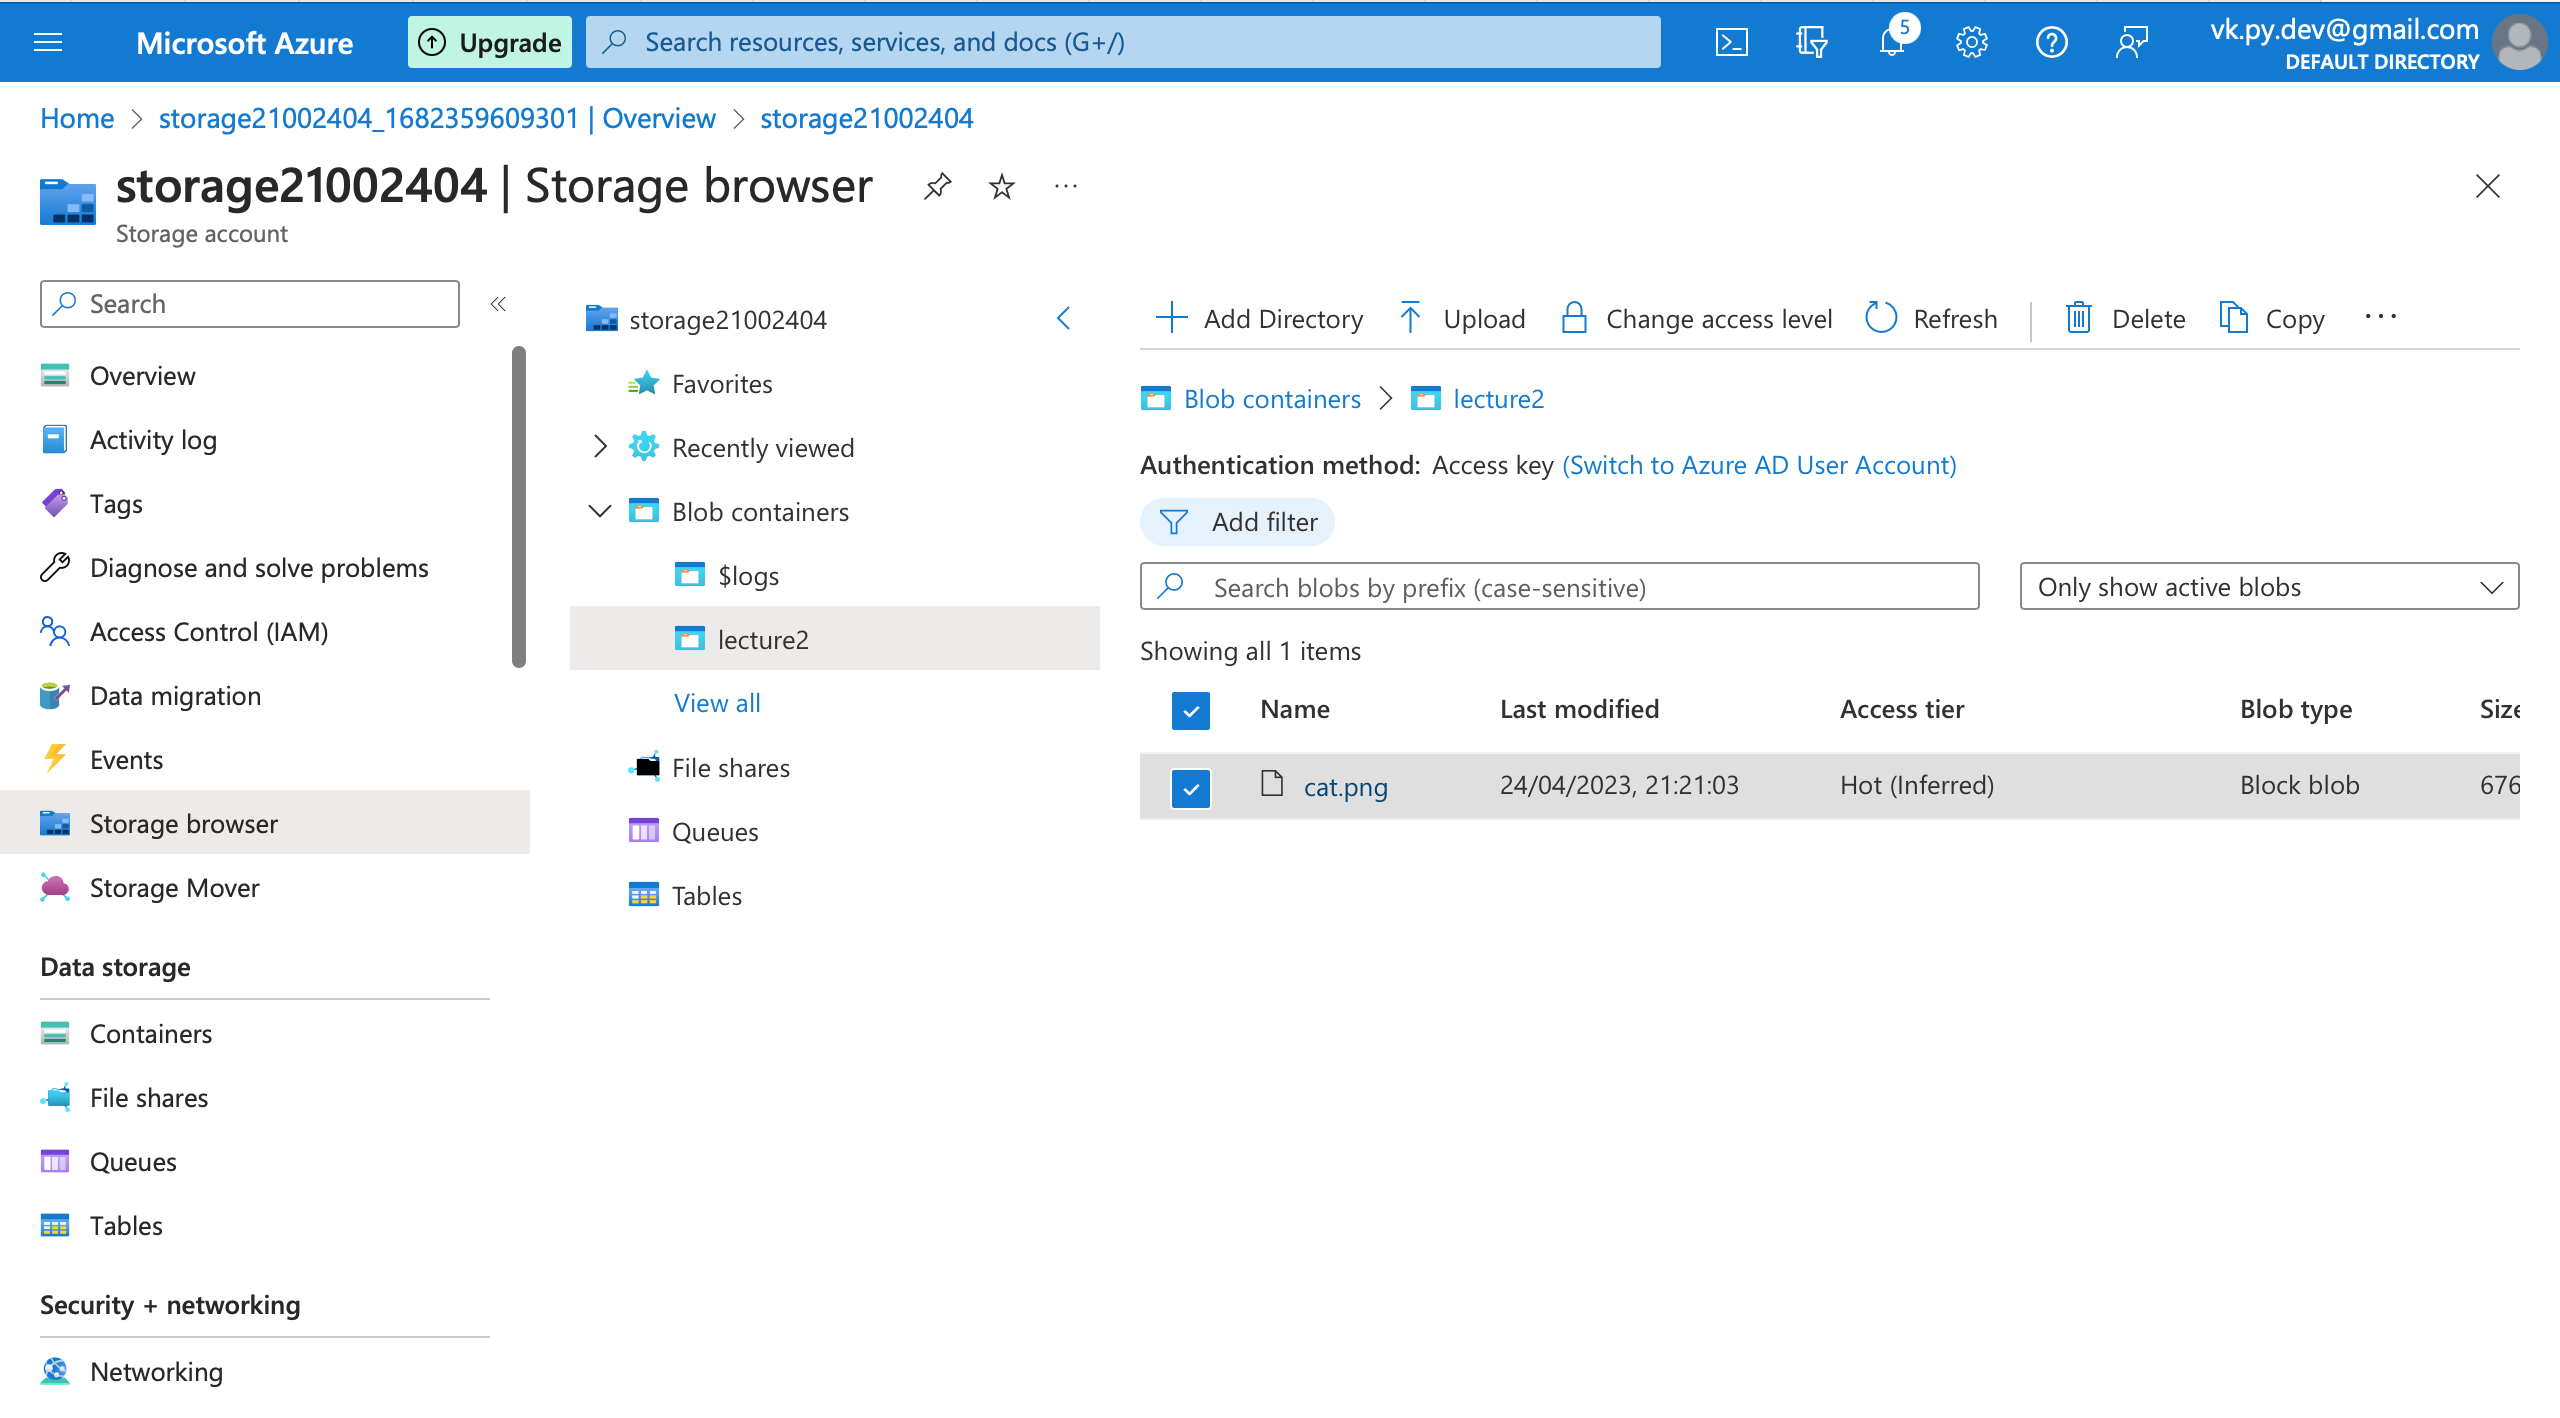 Microsoft Azure
Upgrade
Search resources, services, and docs (G+/)
5
vk.py.dev@gmail.com
DEFAULT DIRECTORY
Home > storage21002404_1682359609301 | Overview > storage21002404
storage21002404 | Storage browser
Storage account
Search
Overview
Activity log
Tags
Diagnose and solve problems
Access Control (IAM)
Data migration
Events
Storage browser
Storage Mover
Data storage
Containers
File shares
Queues
Tables
Security + networking
Networking
storage21002404
Favorites
Recently viewed
Blob containers
$logs
lecture2
View all
File shares
Queues
Tables
Add Directory Upload Change access level Refresh Delete Copy
Blob containers > lecture2
Authentication method: Access key (Switch to Azure AD User Account)
Add filter
Search blobs by prefix (case-sensitive) Only show active blobs
Showing all 1 items
Name Last modified Access tier Blob type Size
cat.png 24/04/2023, 21:21:03 Hot (Inferred) Block blob 676